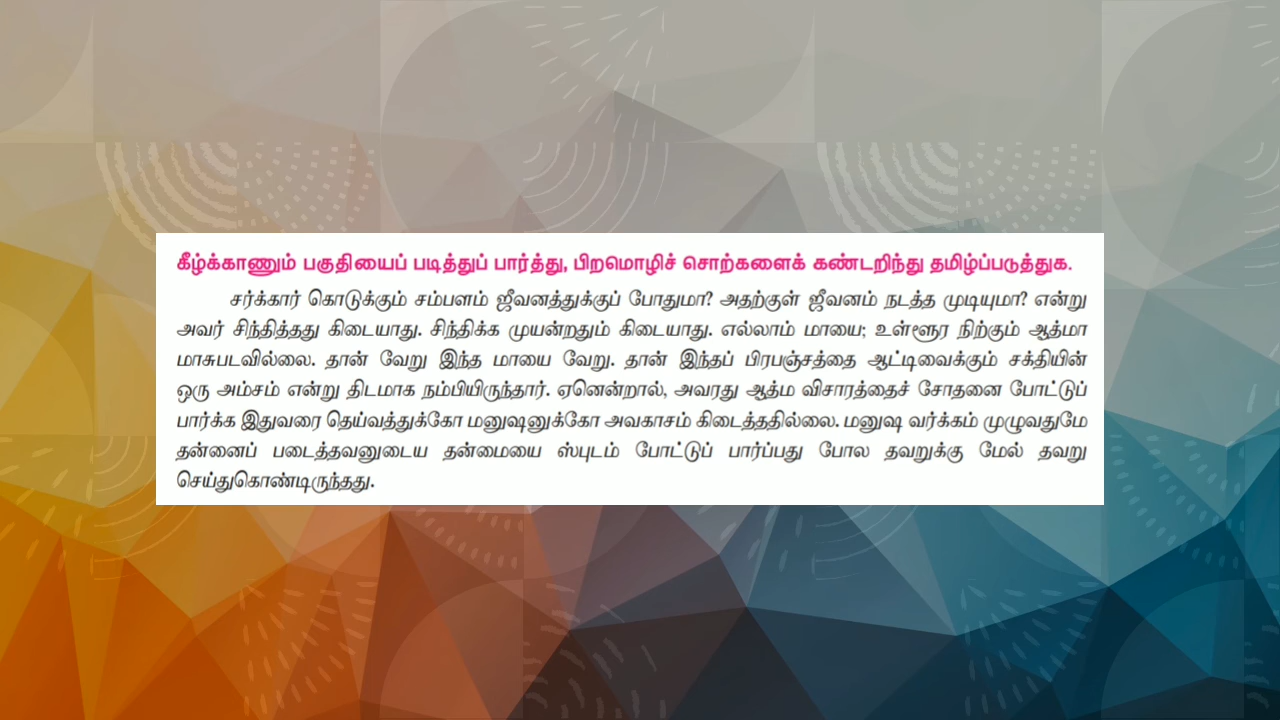 கீழ்க்காணும் பகுதியைப் படித்துப் பார்த்து, பிறமொழிச் சொற்களைக் கண்டறிந்து தமிழ்ப்படுத்துக.
சர்க்கார் கொடுக்கும் சம்பளம் ஜீவனத்துக்குப் போதுமா? அதற்குள் ஜீவனம் நடத்த முடியுமா? என்று
அவர் சிந்தித்தது கிடையாது. சிந்திக்க முயன்றதும் கிடையாது. எல்லாம் மாயை; உள்ளூர நிற்கும் ஆத்மா
மாசுபடவில்லை. தான் வேறு இந்த மாயை வேறு. தான் இந்தப் பிரபஞ்சத்தை ஆட்டிவைக்கும் சக்தியின்
ஒரு அம்சம் என்று திடமாக நம்பியிருந்தார். ஏனென்றால், அவரது ஆத்ம விசாரத்தைச் சோதனை போட்டுப்
பார்க்க இதுவரை தெய்வத்துக்கோ மனுஷனுக்கோ அவகாசம் கிடைத்ததில்லை. மனுஷ வர்க்கம் முழுவதுமே
தன்னைப் படைத்தவனுடைய தன்மையை ஸ்புடம் போட்டுப் பார்ப்பது போல தவறுக்கு மேல் தவறு
செய்துகொண்டிருந்தது.